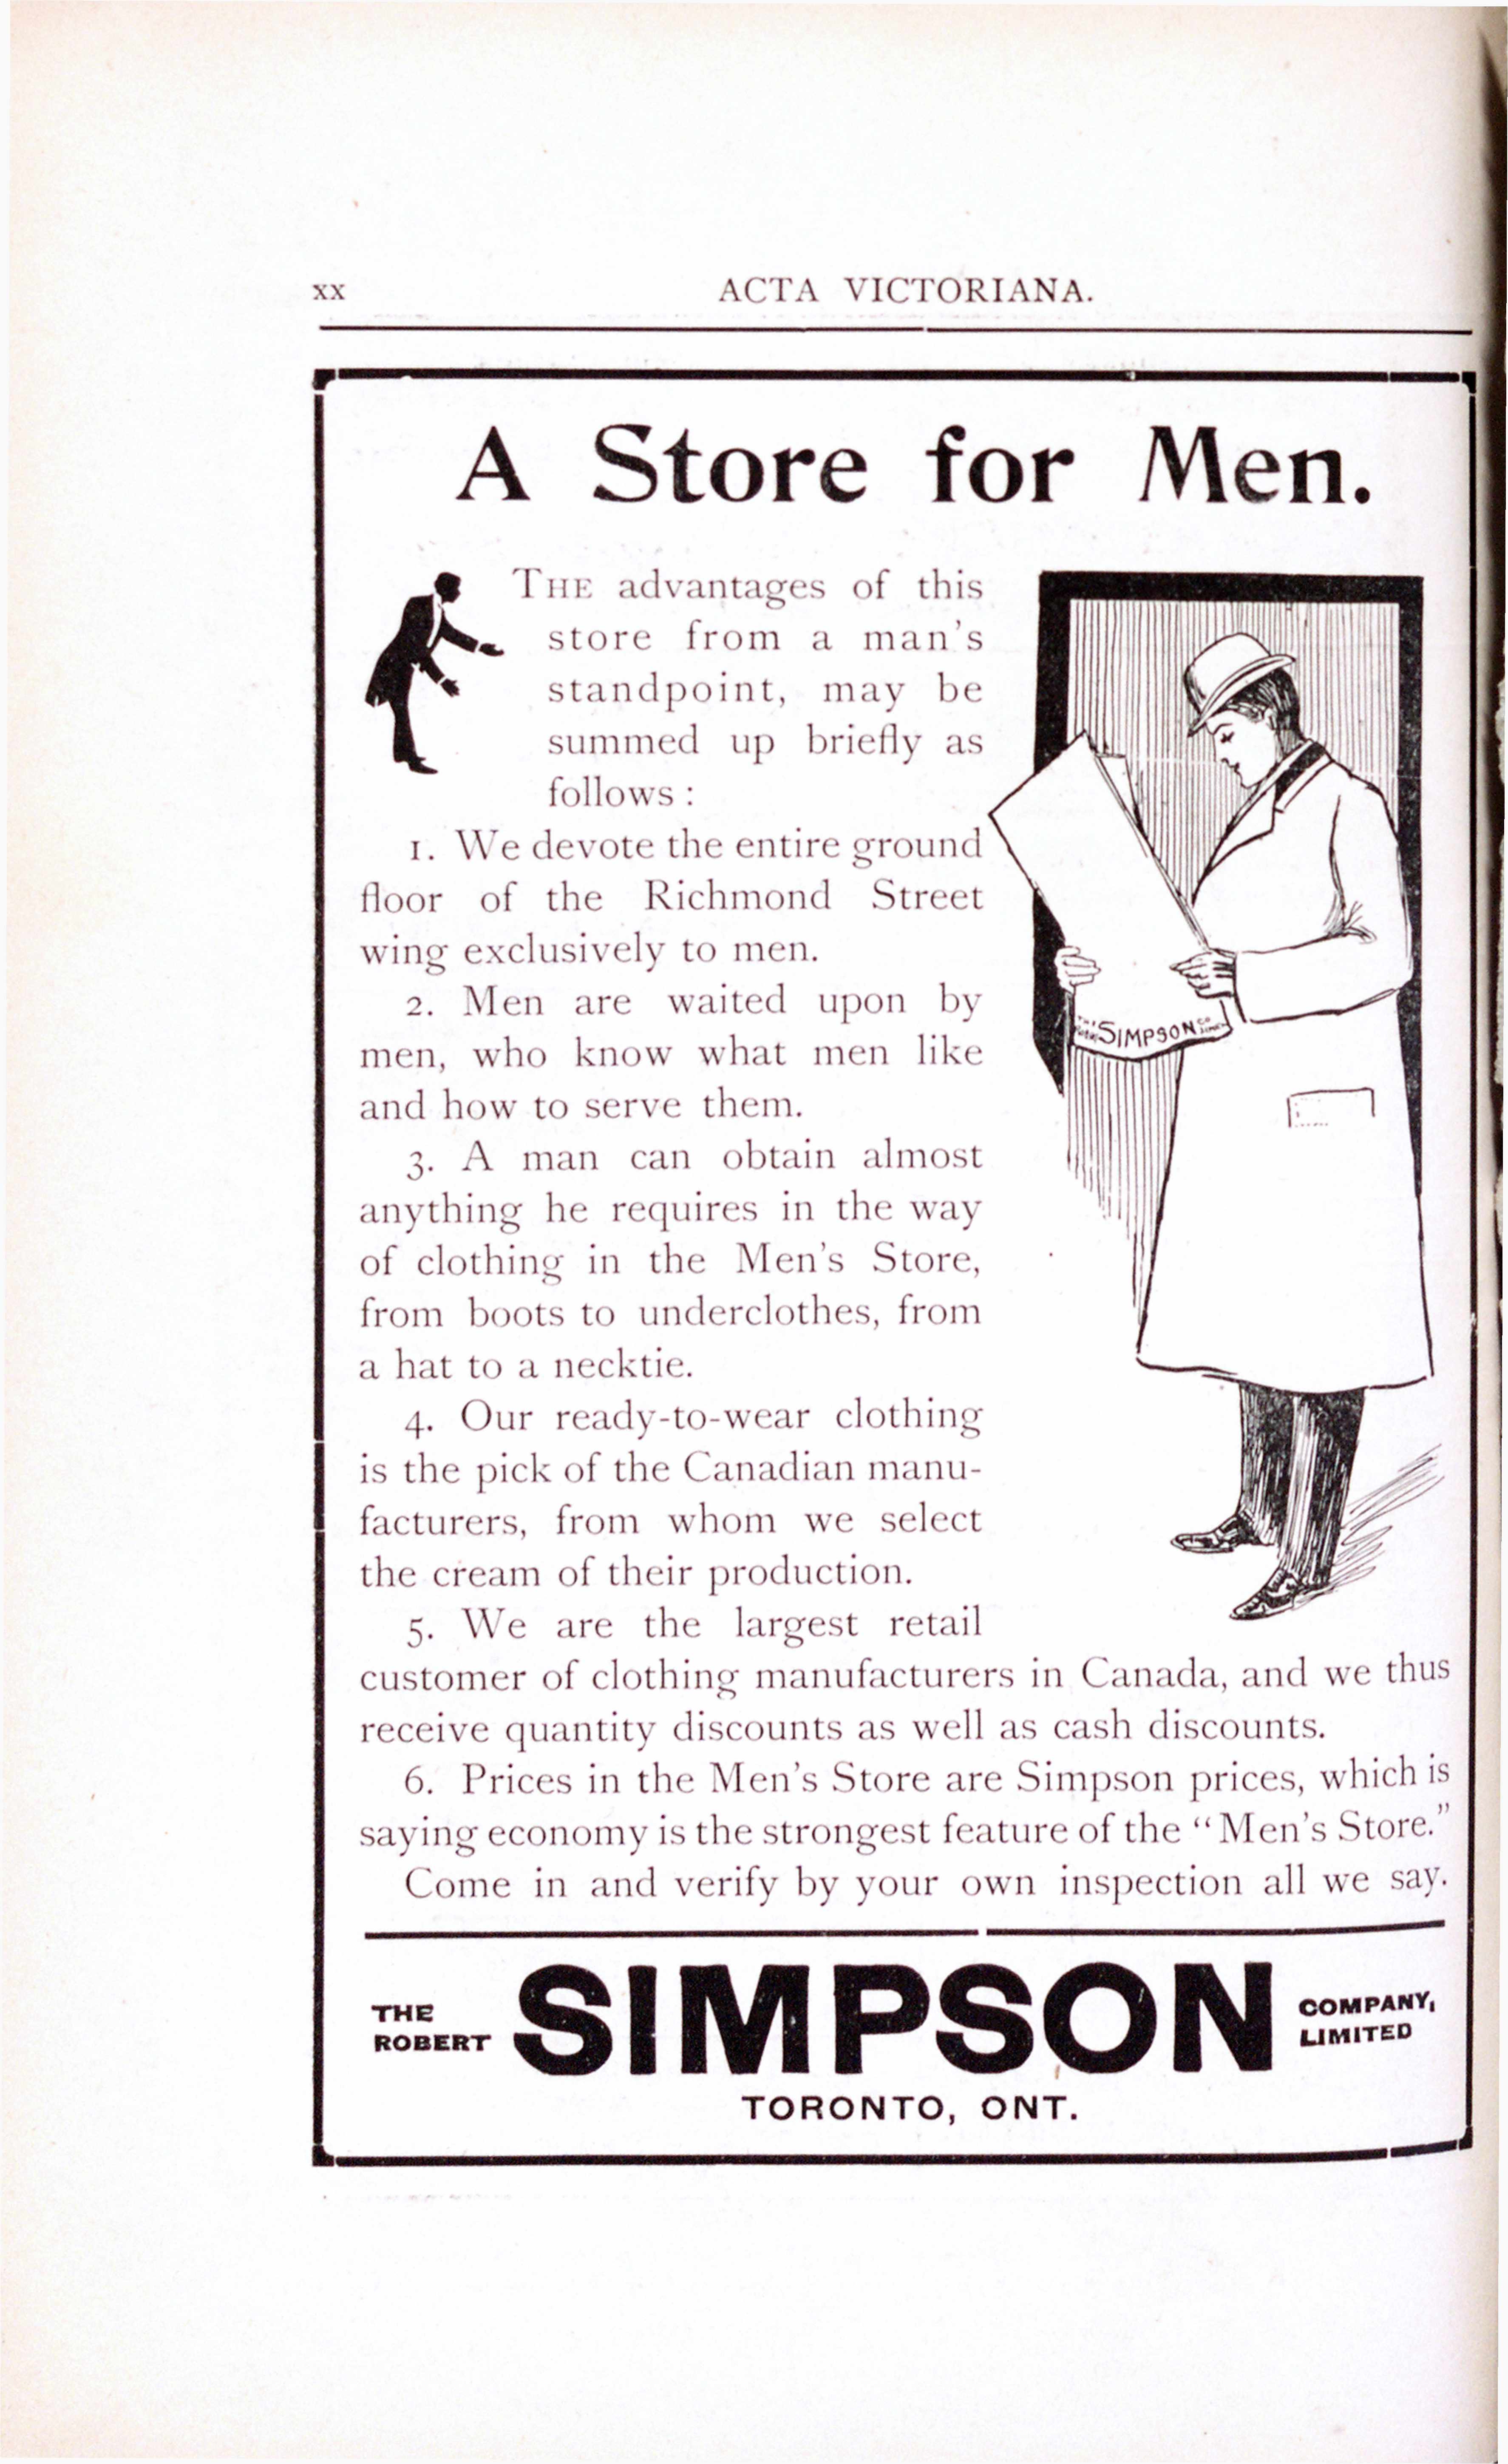 xx ACTA VICTORIANA.
A Store for Men.
THE advantages of this
store from a man's
standpoint, may be
summed up briefly as
follows :
1. We devote the entire ground
floor of the Richmond Street
wing exclusively to men.
2. Men are waited upon by
men, who know what men like
and how to serve them.
3. A man can obtain almost
anything he requires in the way
of clothing in the Men's Store,
from boots to underclothes, from
a hat to a necktie.
4. Our ready-to-wear clothing
is the pick of the Canadian manu-
facturers, from whom we select
the cream of their production.
5. We are the largest retail
customer of clothing manufacturers in Canada, and we thus
receive quantity discounts as well as cash discounts.
6. Prices in the Men's Store are Simpson prices, which is
saying economy is the strongest feature of the "Men's Store."
Come in and verify by your own inspection all we say.
SIMPSON
THE
ROBERT
SIMPSON
COMPANY,
LIMITED
TORONTO, ONT.